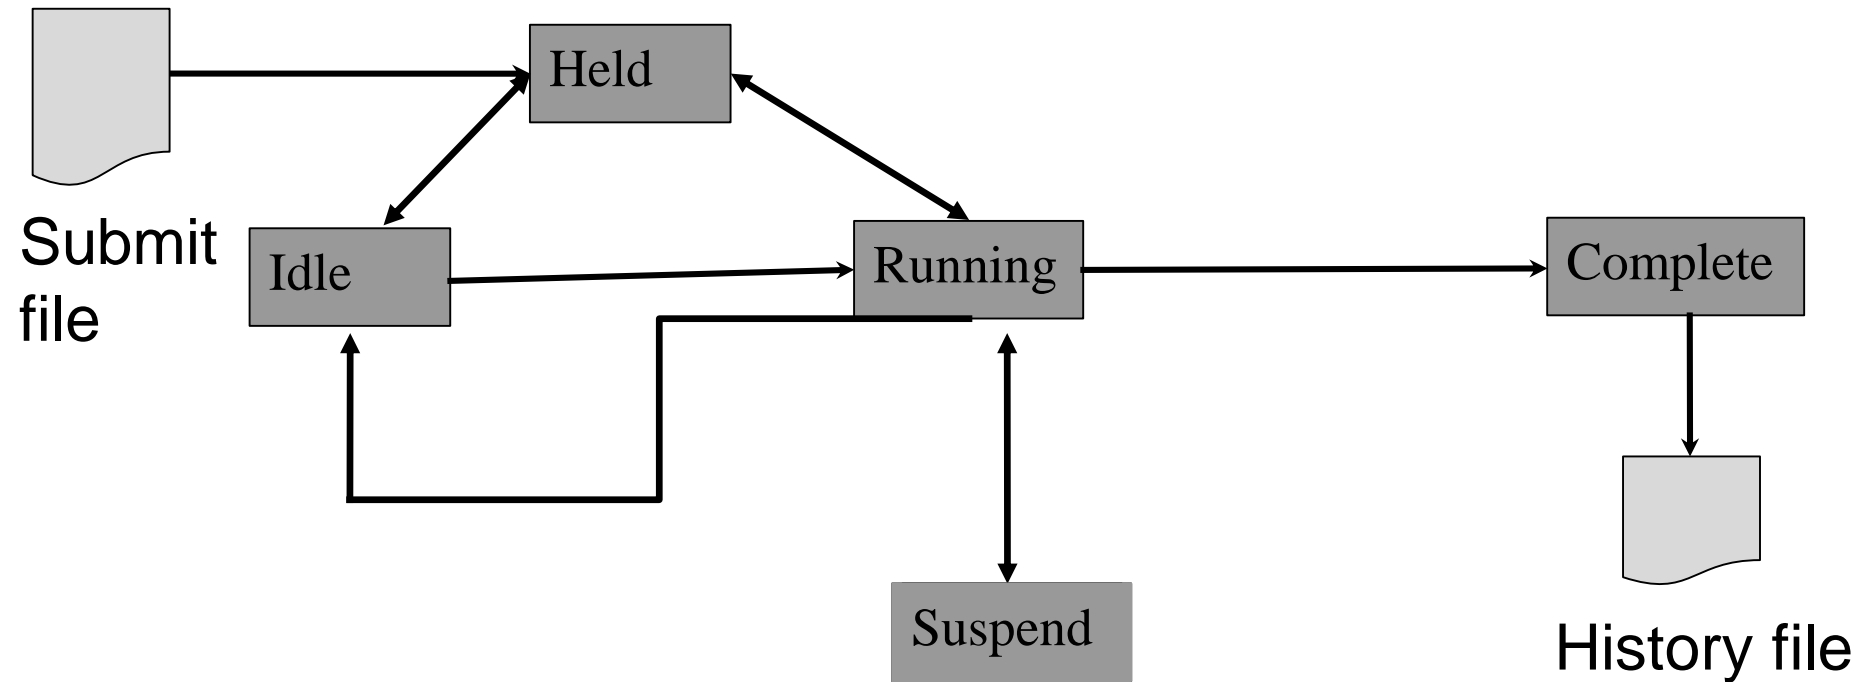 Held
Submit
file
Idle
Running
Complete
Suspend
History file